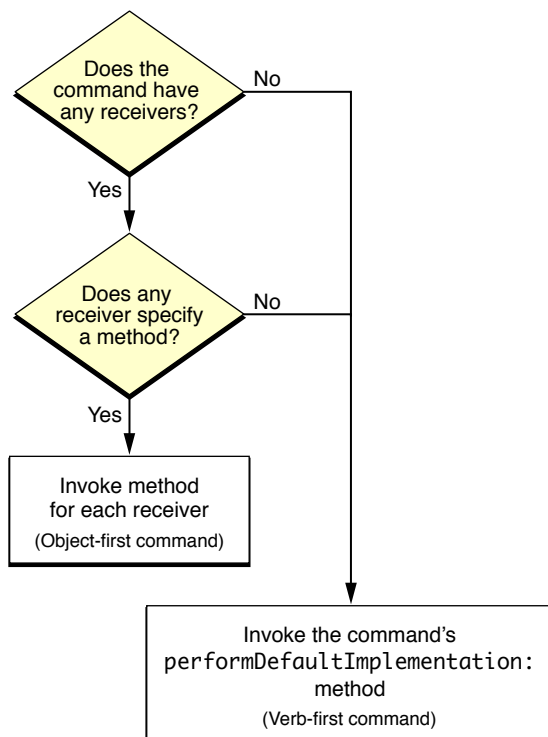 Does the
command have
any receivers?
No
Yes
Does any
receiver specify
a method?
No
Yes
Invoke method
for each receiver
(Object-first command)
Invoke the command's
performDefaultImplementation:
method
(Verb-first command)